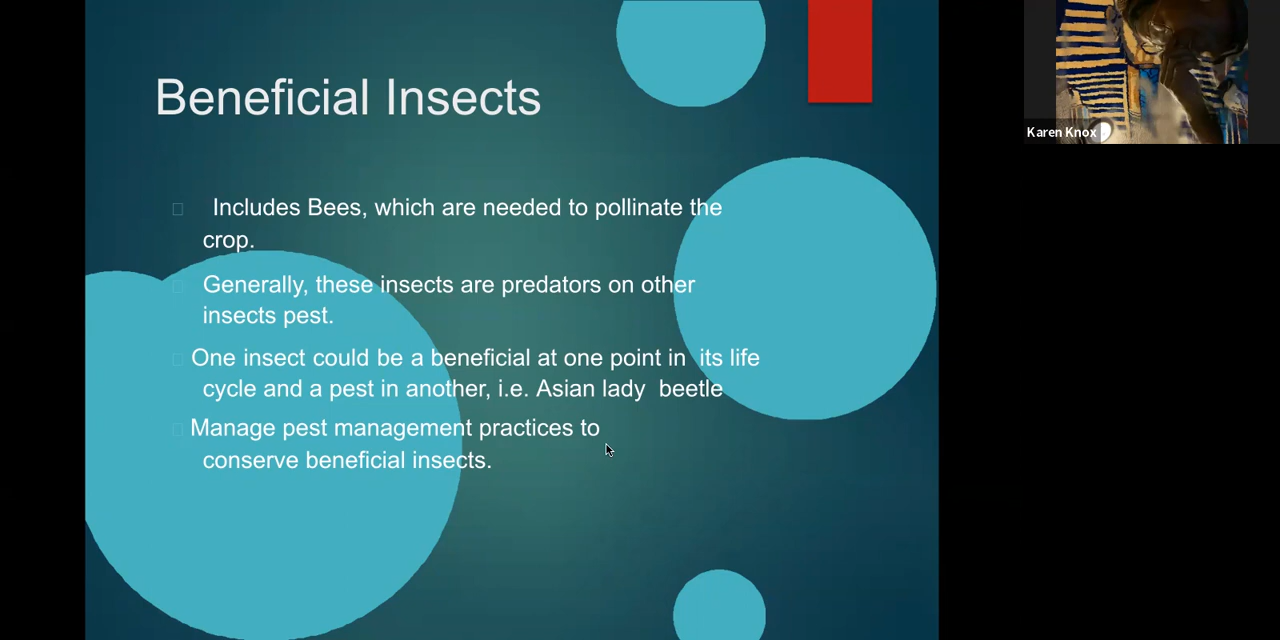 Beneficial Insects
Includes Bees, which are needed to pollinate the
crop.
Generally, these insects are predators on other
insects pest.
One insect could be a beneficial at one point in its life
cycle and a pest in another, i.e. Asian lady beetle
Manage pest management practices to
conserve beneficial insects.
Karen Knox